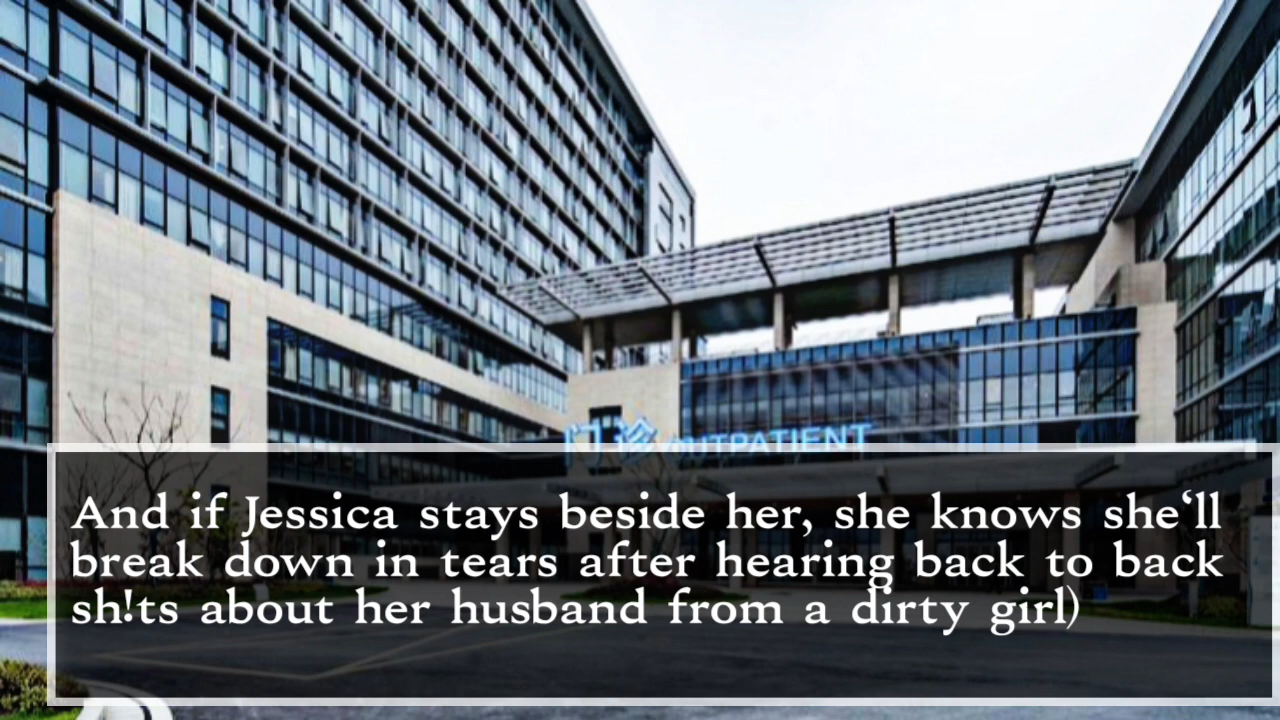 门诊 OUTPATIENT
And if Jessica stays beside her, she knows she‘ll
break down in tears after hearing back to back
sh!ts about her husband from a dirty girl)